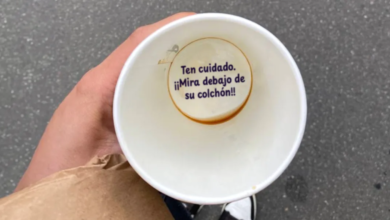 Ten cuidado.
¡¡Mira debajo de
su colchón!!